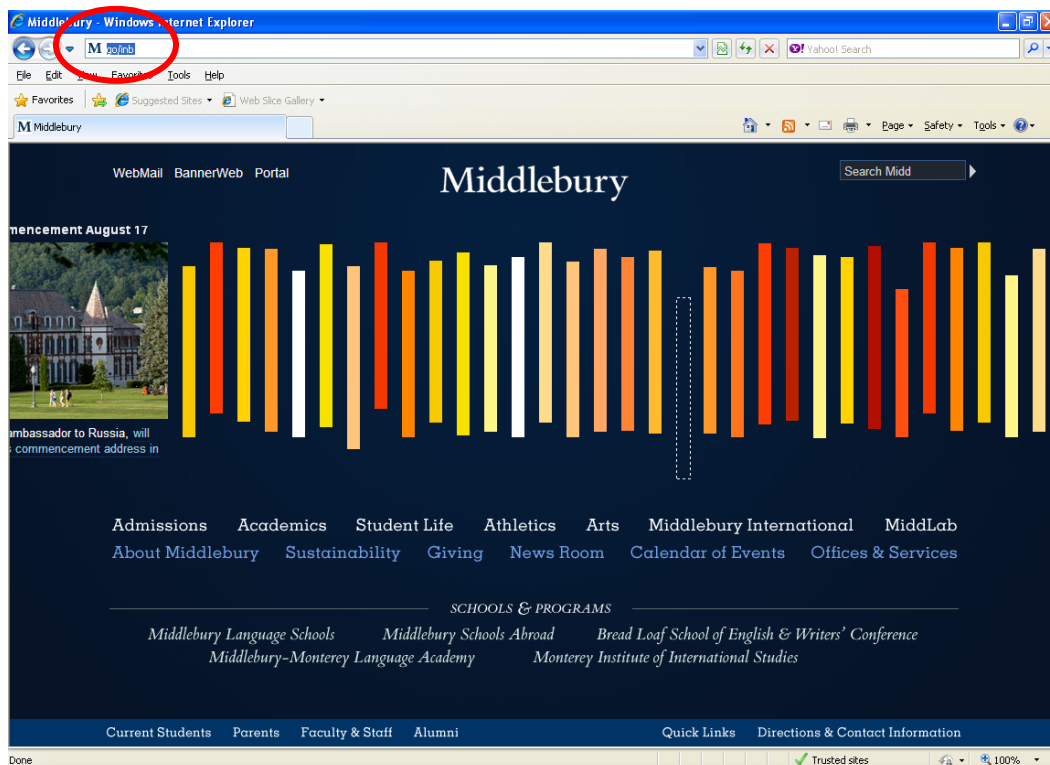 Middlebury - Windows Internet Explorer
M go/inb
Yahoo! Search
File Edit View Favorites Tools Help
Favorites Suggested Sites Web Slice Gallery
M Middlebury
Page Safety Tools
WebMail BannerWeb Portal
Middlebury
Search Midd
mencement August 17
ambassador to Russia, will
s commencement address in
Admissions Academics Student Life Athletics Arts Middlebury International MiddLab
About Middlebury Sustainability Giving News Room Calendar of Events Offices & Services
SCHOOLS & PROGRAMS
Middlebury Language Schools Middlebury Schools Abroad Bread Loaf School of English & Writers' Conference
Middlebury-Monterey Language Academy Monterey Institute of International Studies
Current Students Parents Faculty & Staff Alumni Quick Links Directions & Contact Information
Done Trusted sites 100%